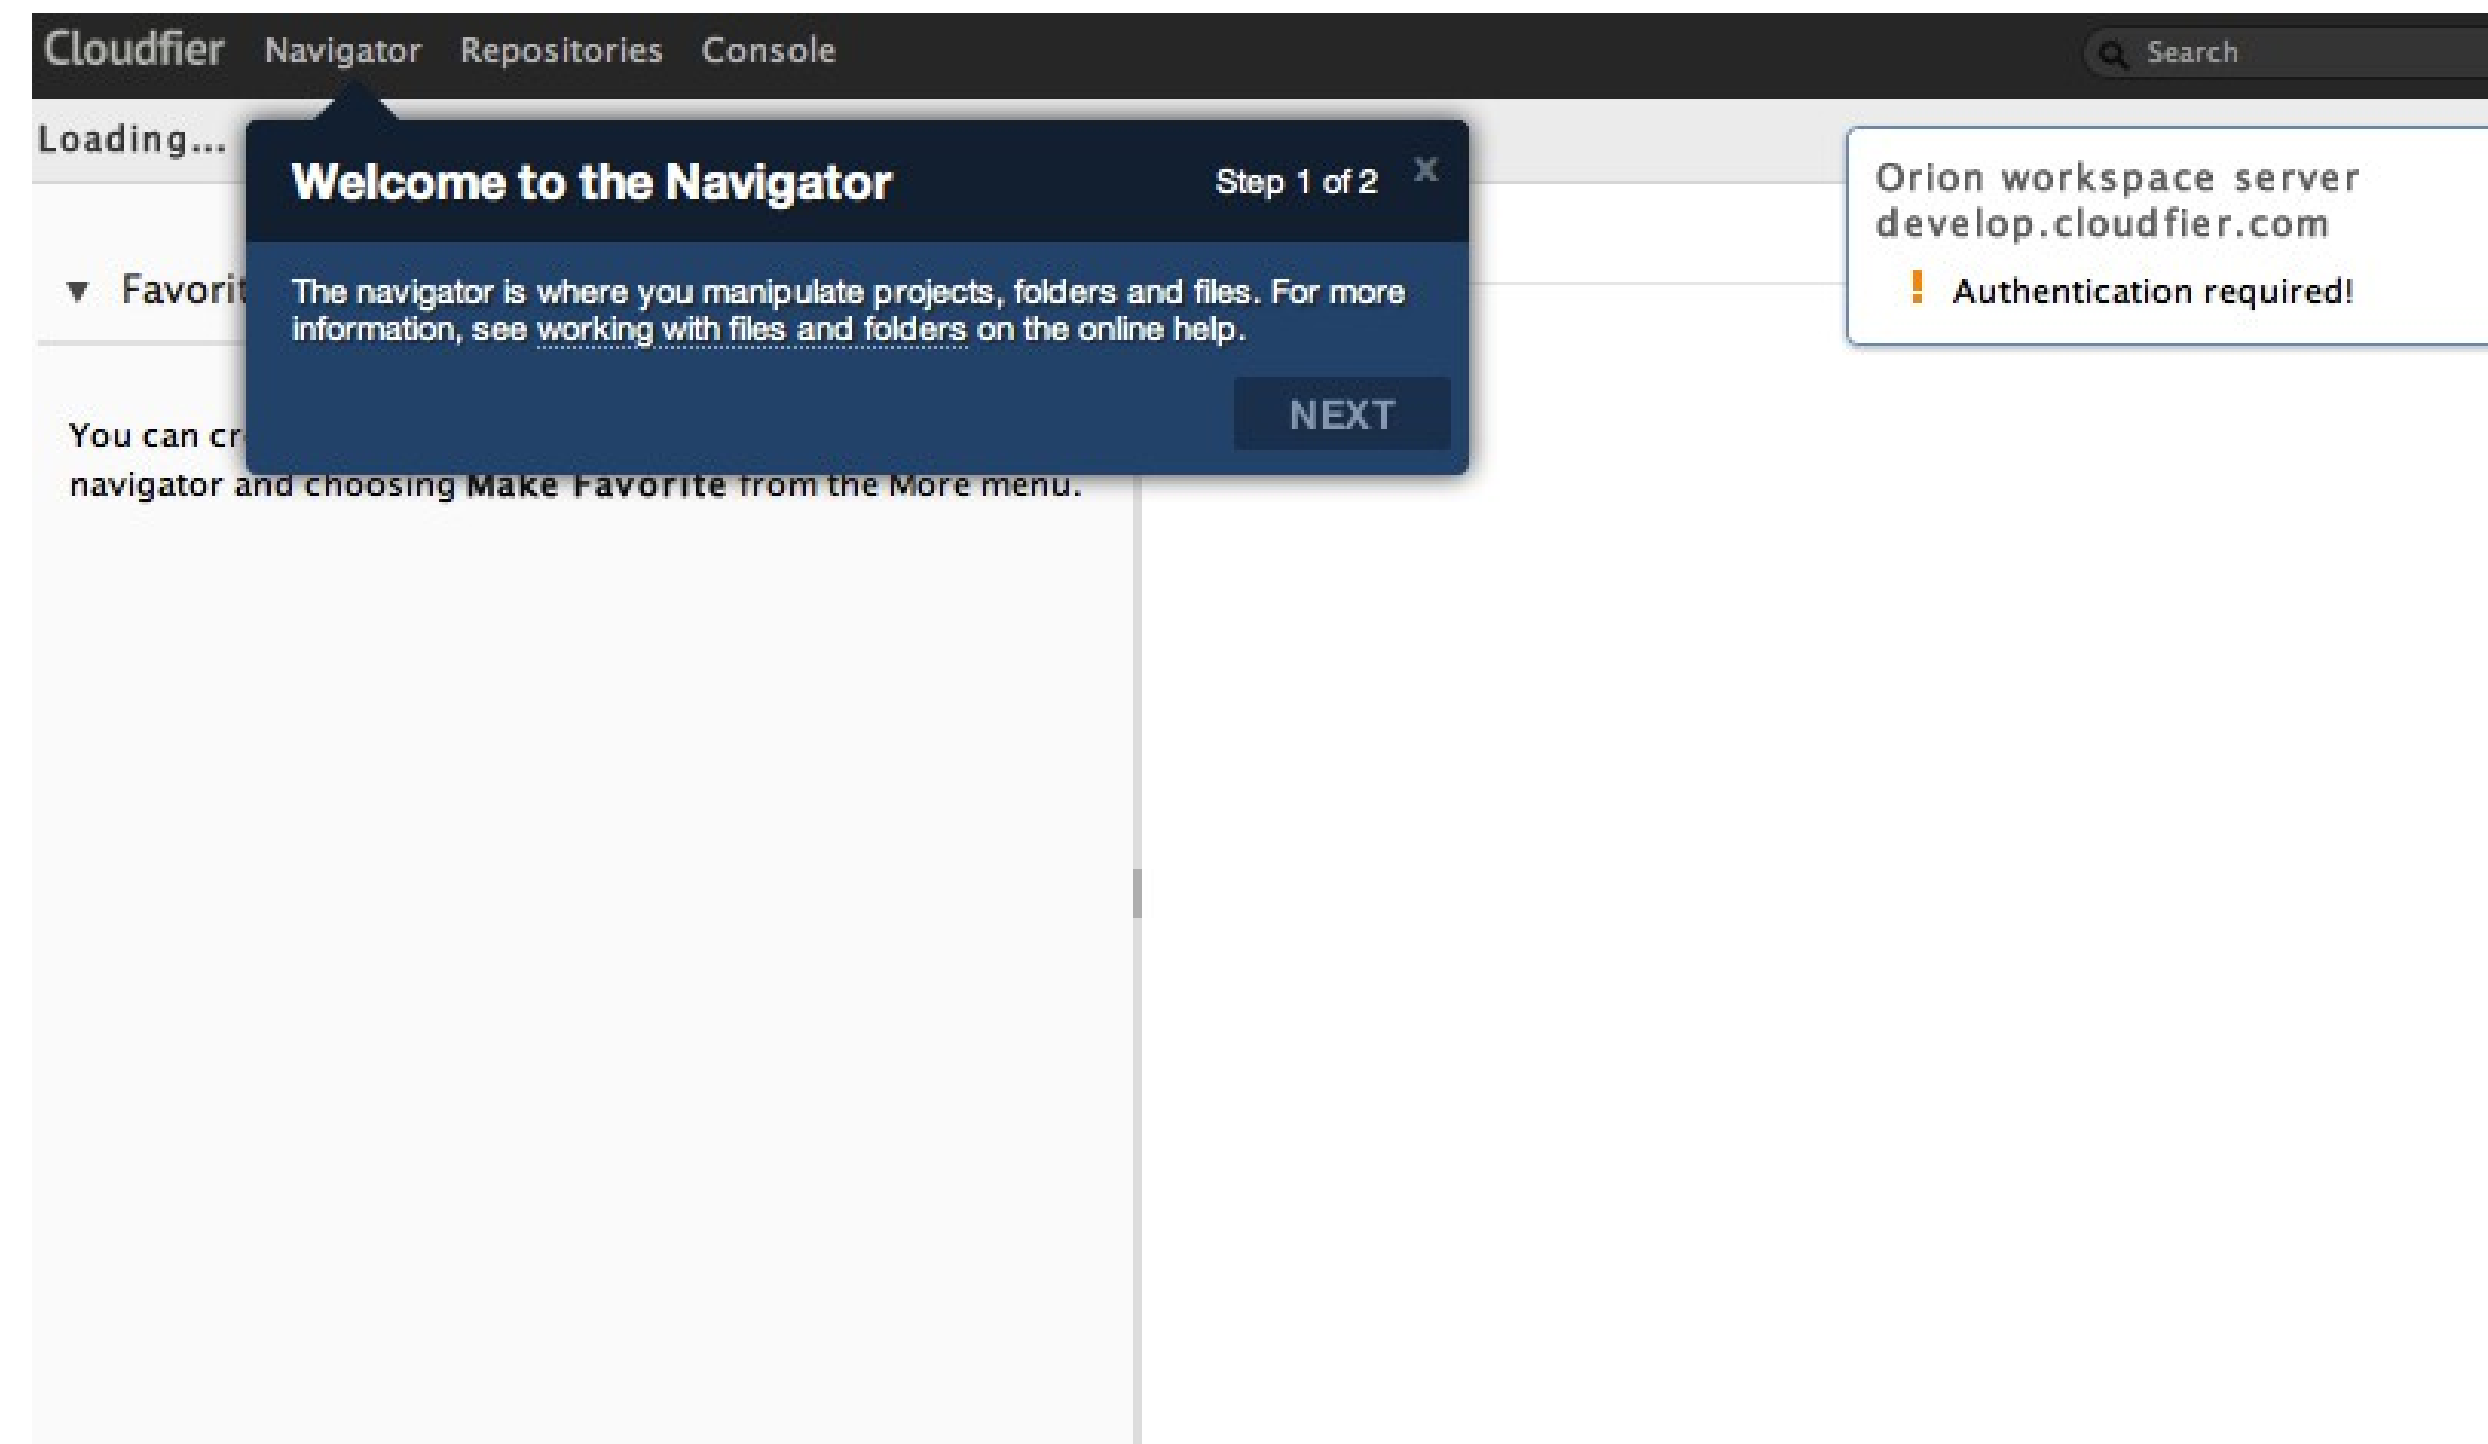 Cloudfier Navigator Repositories Console Search
Loading...
Welcome to the Navigator Step 1 of 2 X
The navigator is where you manipulate projects, folders and files. For more
information, see working with files and folders on the online help.
NEXT
Orion workspace server
develop.cloudfier.com
! Authentication required!
▼ Favorit
You can cr
navigator and choosing Make Favorite from the More menu.